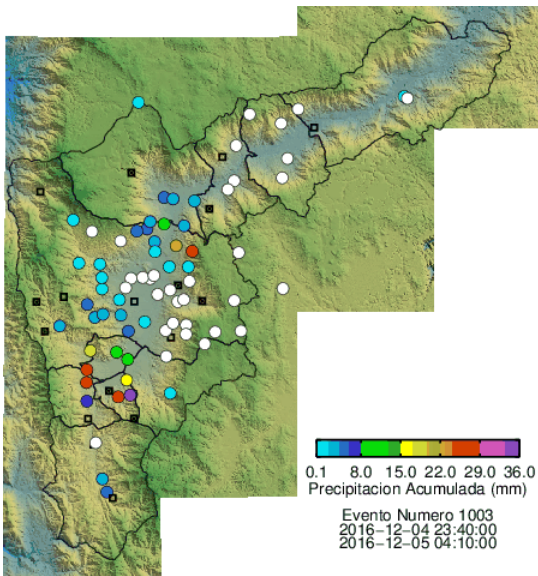 0.1 8.0 15.0 22.0 29.0 36.0
Precipitacion Acumulada (mm)
Evento Numero 1003
2016-12-04 23:40:00
2016-12-05 04:10:00